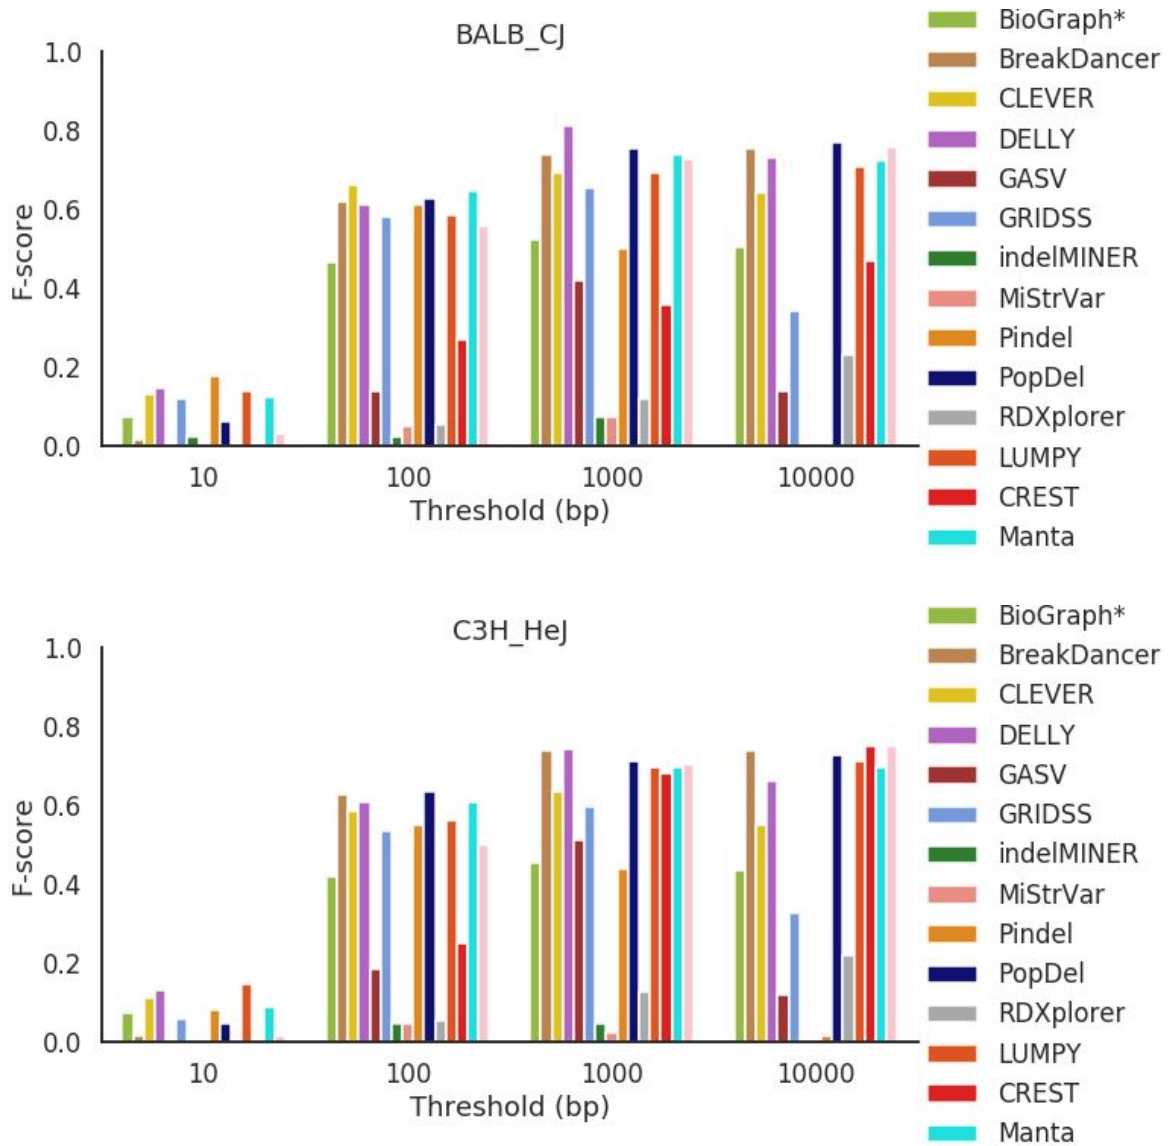 BALB_CJ
1.0
0.8
0.6
0.4
0.2
0.0
F-score
10 100 1000 10000
Threshold (bp)
BioGraph*
BreakDancer
CLEVER
DELLY
GASV
GRIDSS
indelMINER
MiStrVar
Pindel
PopDel
RDXplorer
LUMPY
CREST
Manta
C3H_HeJ
1.0
0.8
0.6
0.4
0.2
0.0
F-score
10 100 1000 10000
Threshold (bp)
BioGraph*
BreakDancer
CLEVER
DELLY
GASV
GRIDSS
indelMINER
MiStrVar
Pindel
PopDel
RDXplorer
LUMPY
CREST
Manta